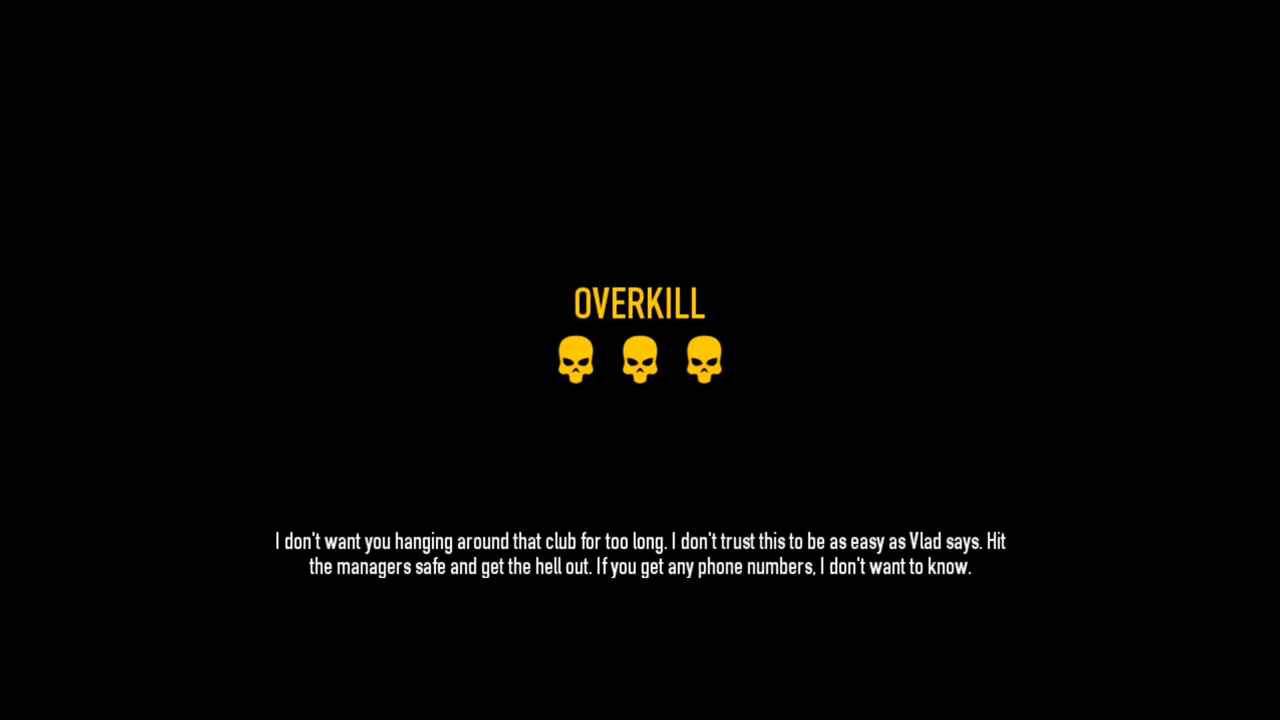 OVERKILL
I don't want you hanging around that club for too long. I don't trust this to be as easy as Vlad says. Hit
the managers safe and get the hell out. If you get any phone numbers, I don't want to know.